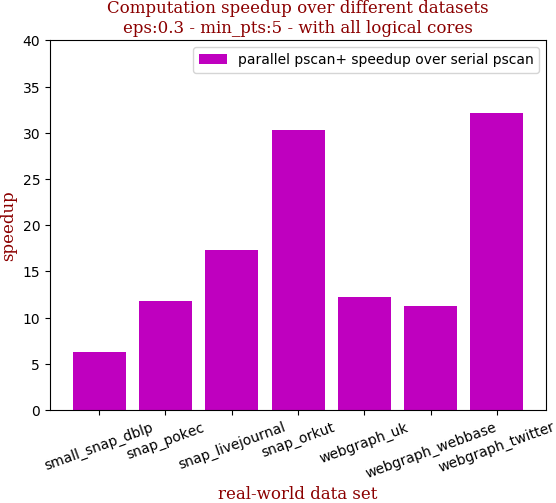 Computation speedup over different datasets
eps:0.3 - min_pts:5 - with all logical cores
parallel pscan+ speedup over serial pscan
speedup
40
35
30
25
20
15
10
5
0
small_snap_dblp
snap_pokec
snap_livejournal
snap_orkut
webgraph_uk
webgraph_webbase
webgraph_twitter
real-world data set